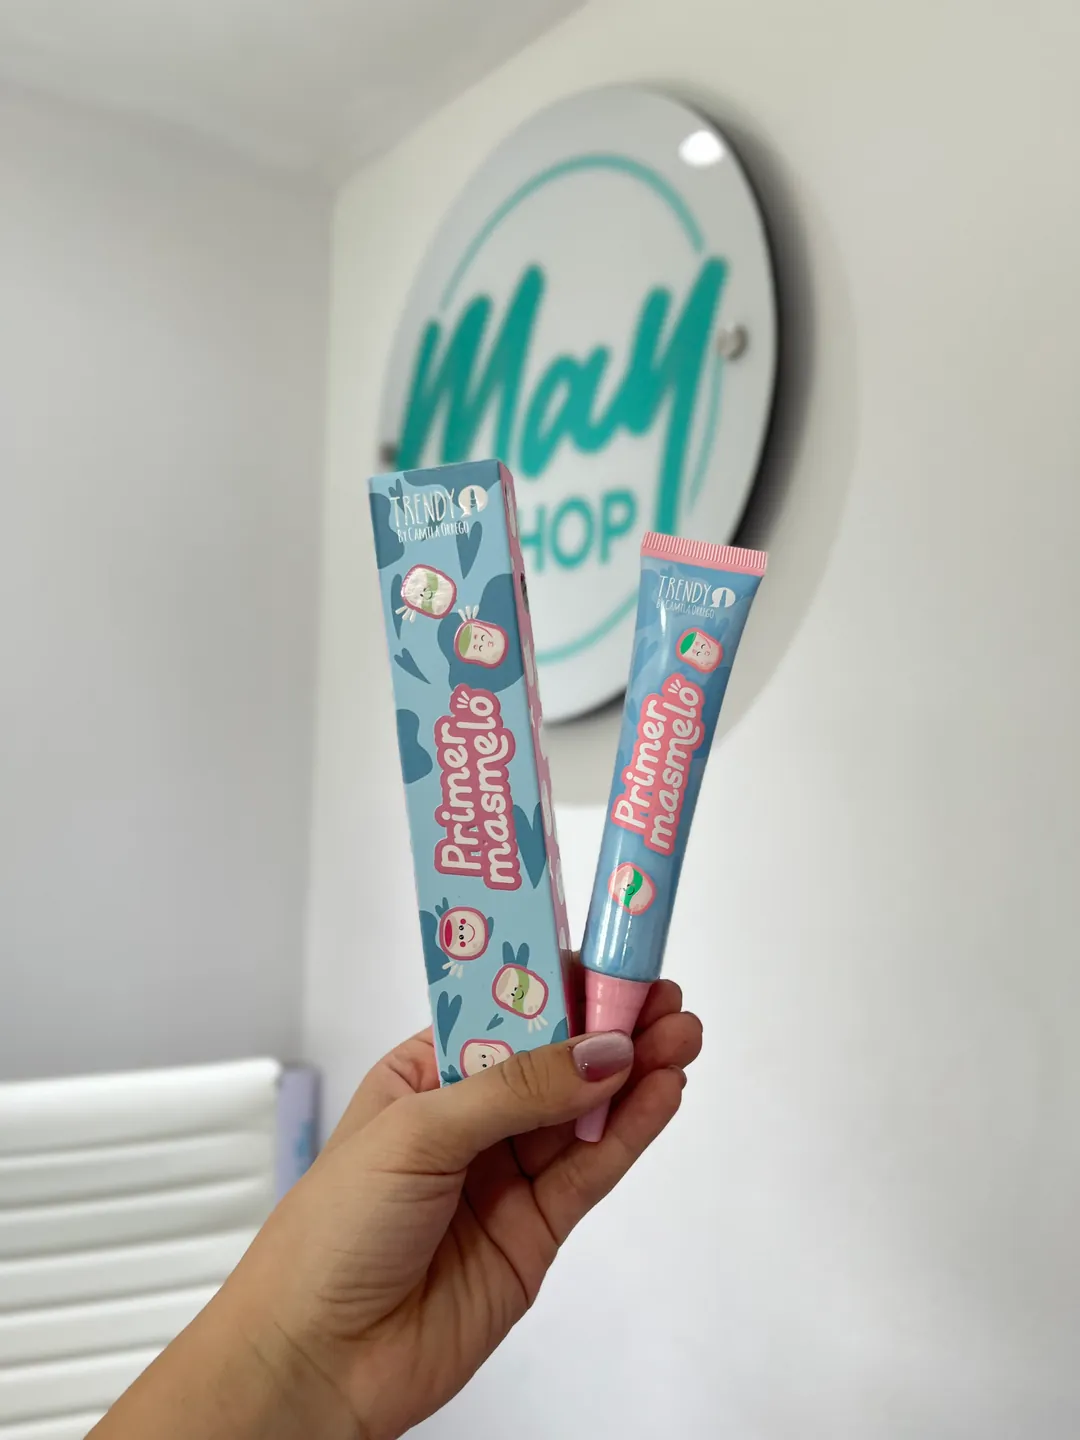 May
SHOP
TRENDY
BY CAMILA ORREGO
Primer
masmelo
TRENDY
BY CAMILA ORREGO
Primer
masmelo